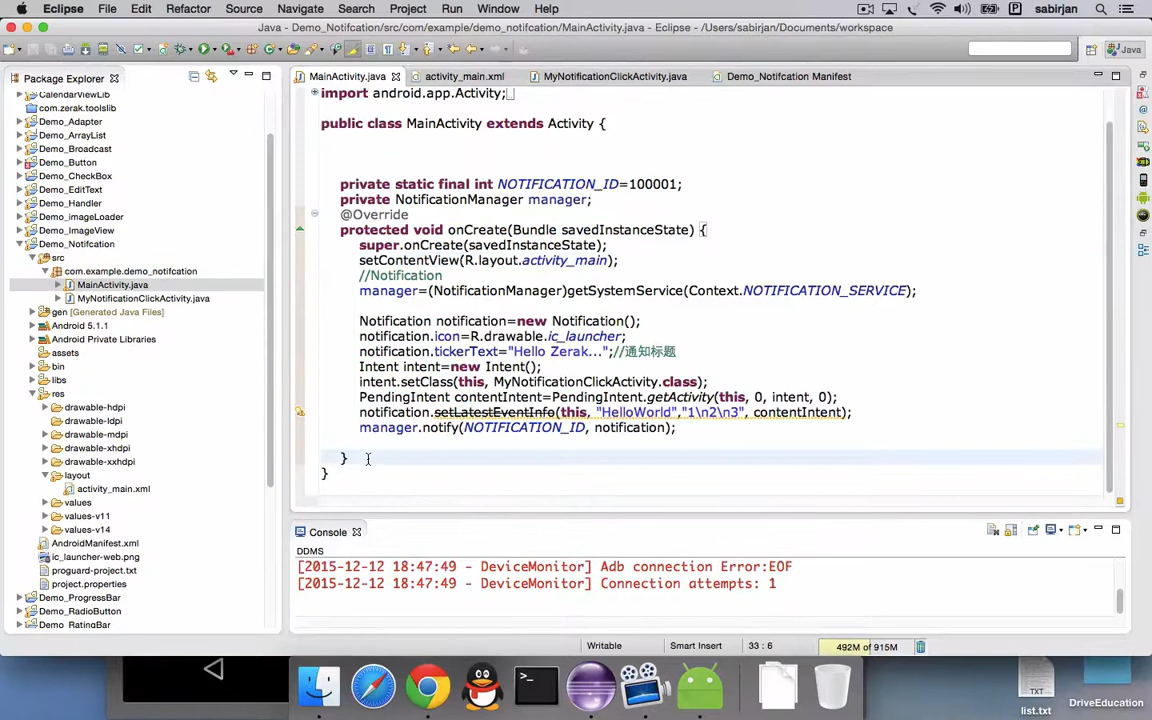 Eclipse File Edit Refactor Source Navigate Search Project Run Window Help sabirjan
Java - Demo_Notifcation/src/com/example/demo_notifcation/MainActivity.java - Eclipse - /Users/sabirjan/Documents/workspace
Java
Package Explorer
MainActivity.java activity_main.xml MyNotificationClickActivity.java Demo_Notifcation Manifest
CalendarViewLib
com.zerak.toolslib
Demo_Adapter
Demo_ArrayList
Demo_Broadcast
Demo_Button
Demo_CheckBox
Demo_EditText
Demo_Handler
Demo_imageLoader
Demo_ImageView
Demo_Notifcation
src
com.example.demo_notifcation
MainActivity.java
MyNotificationClickActivity.java
gen [Generated Java Files]
Android 5.1.1
Android Private Libraries
assets
bin
libs
res
drawable-hdpi
drawable-ldpi
drawable-mdpi
drawable-xhdpi
drawable-xxhdpi
layout
activity_main.xml
values
values-v11
values-v14
AndroidManifest.xml
ic_launcher-web.png
proguard-project.txt
project.properties
Demo_ProgressBar
Demo_RadioButton
Demo_RatingBar
import android.app.Activity;
public class MainActivity extends Activity {
private static final int NOTIFICATION_ID=100001;
private NotificationManager manager;
@Override
protected void onCreate(Bundle savedInstanceState) {
super.onCreate(savedInstanceState);
setContentView(R.layout.activity_main);
//Notification
manager=(NotificationManager)getSystemService(Context.NOTIFICATION_SERVICE);
Notification notification=new Notification();
notification.icon=R.drawable.ic_launcher;
notification.tickerText="Hello Zerak...";//通知标题
Intent intent=new Intent();
intent.setClass(this, MyNotificationClickActivity.class);
PendingIntent contentIntent=PendingIntent.getActivity(this, 0, intent, 0);
notification.setLatestEventInfo(this, "HelloWorld","1\n2\n3", contentIntent);
manager.notify(NOTIFICATION_ID, notification);
}
}
Console
DDMS
[2015-12-12 18:47:49 - DeviceMonitor] Adb connection Error:EOF
[2015-12-12 18:47:49 - DeviceMonitor] Connection attempts: 1
Writable Smart Insert 33 : 6 492M of 915M
TXT
list.txt
DriveEducation